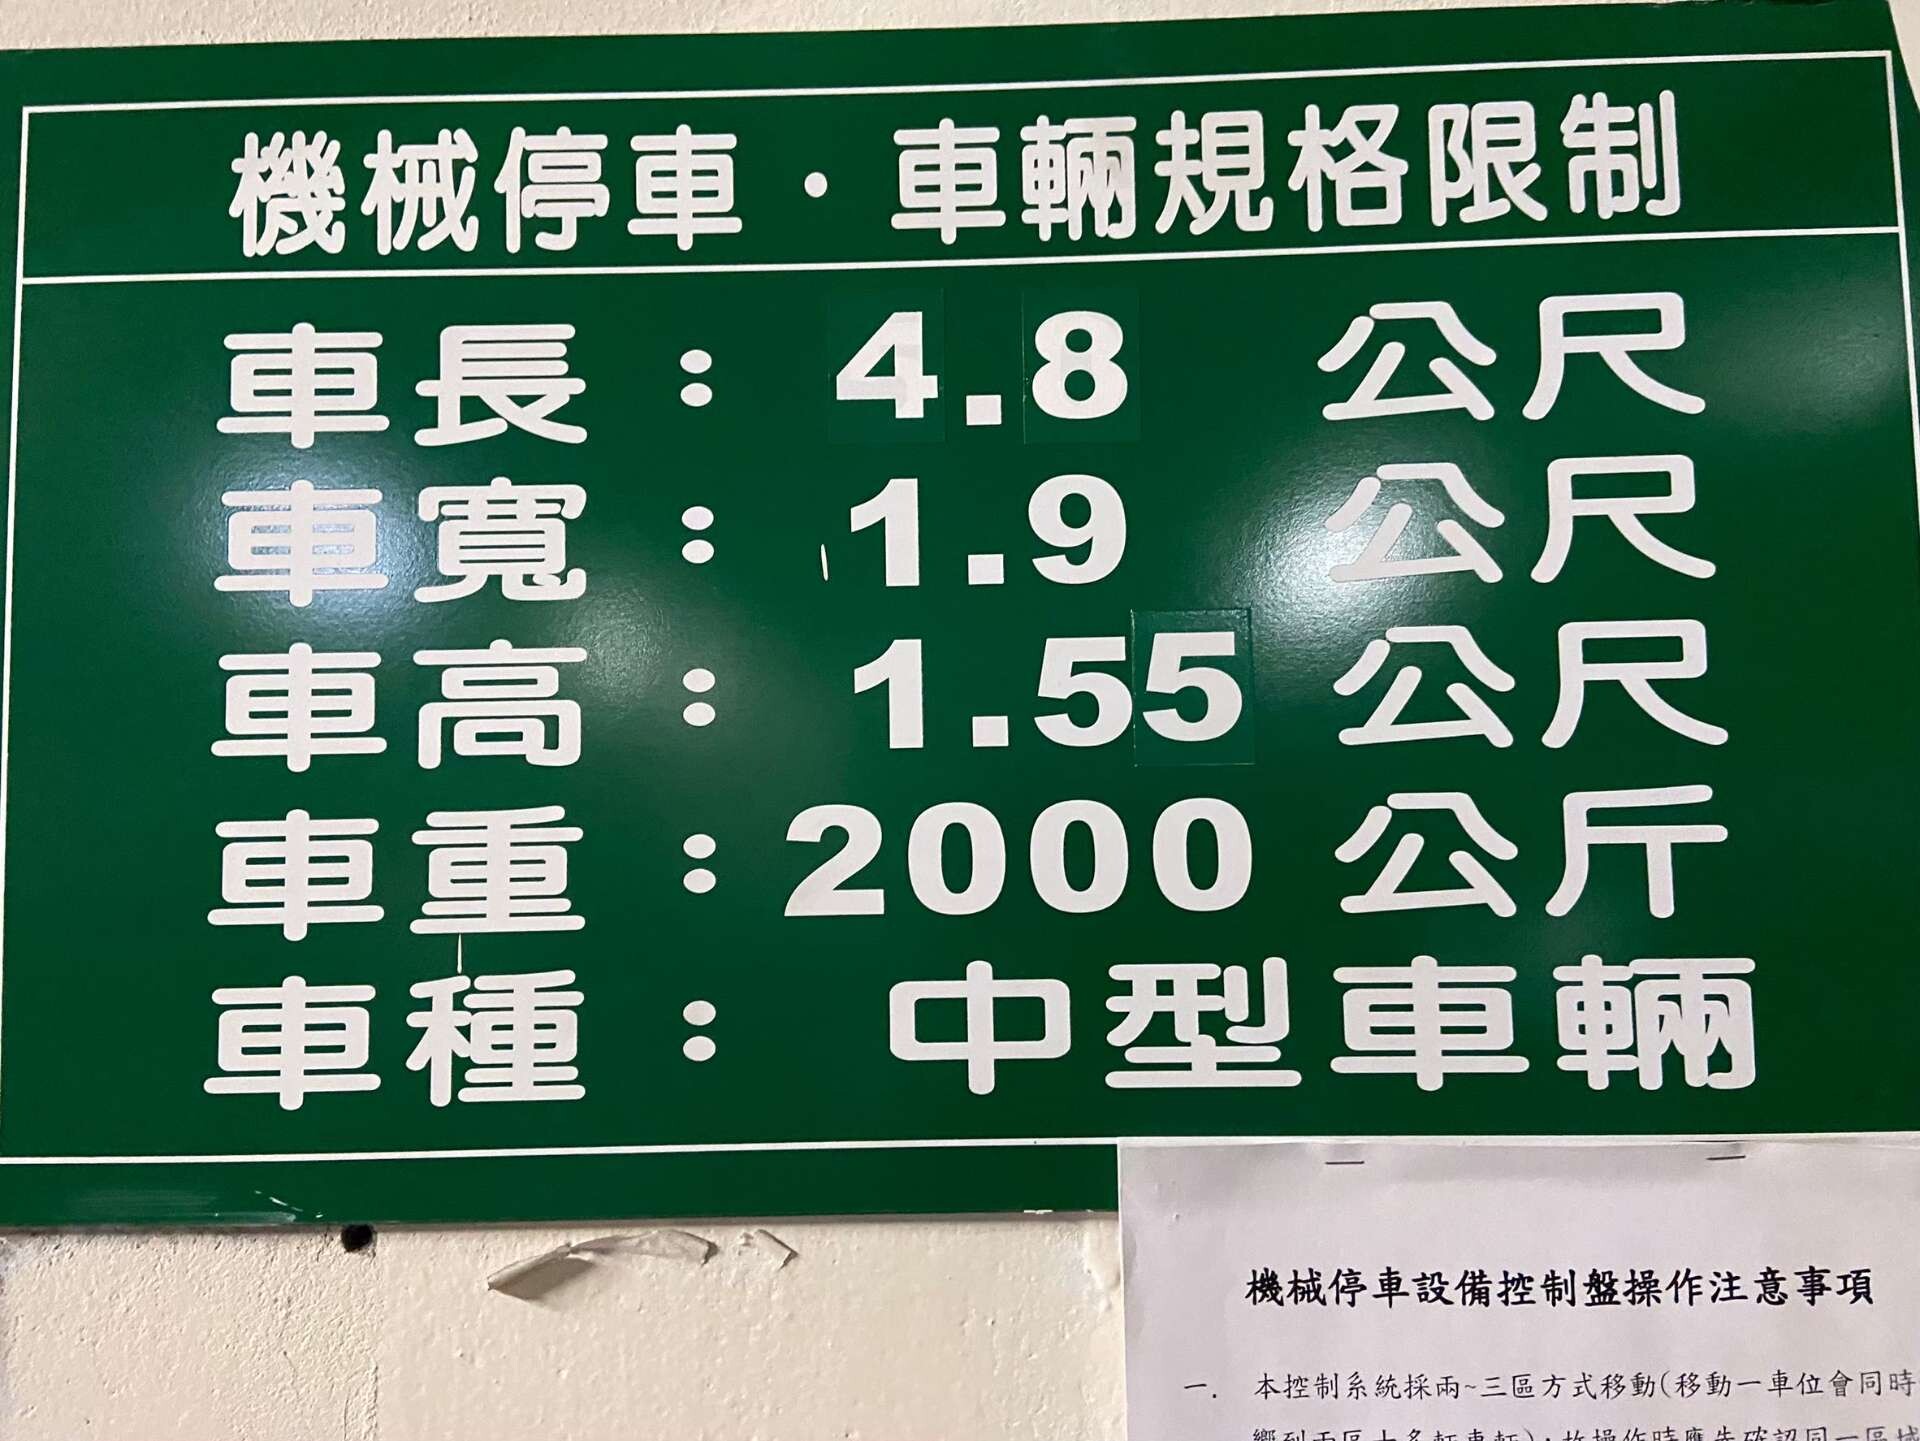 機械停車・車輛規格限制
車長：4.8 公尺
車寬：1.9 公尺
車高：1.55 公尺
車重：2000 公斤
車種：中型車輛
機械停車設備控制盤操作注意事項
一. 本控制系統採兩~三區方式移動(移動一車位會同時